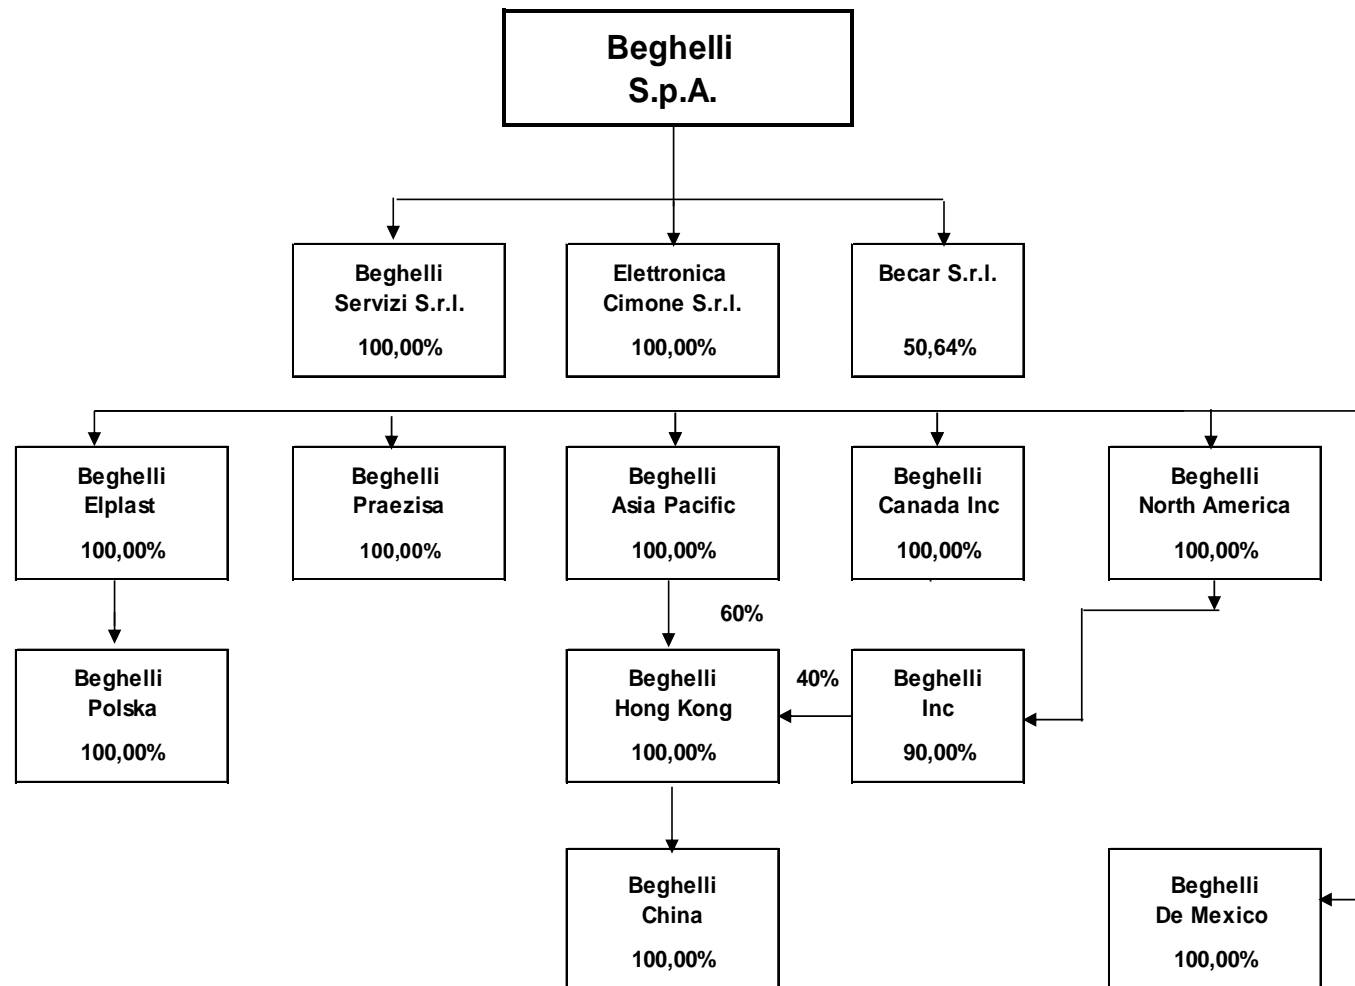 Beghelli
S.p.A.
Beghelli
Servizi S.r.l.
100,00%
Elettronica
Cimone S.r.l.
100,00%
Becar S.r.l.
50,64%
Beghelli
Elplast
100,00%
Beghelli
Praezisa
100,00%
Beghelli
Asia Pacific
100,00%
Beghelli
Canada Inc
100,00%
Beghelli
North America
100,00%
60%
Beghelli
Polska
100,00%
Beghelli
Hong Kong
100,00%
40%
Beghelli
Inc
90,00%
Beghelli
China
100,00%
Beghelli
De Mexico
100,00%